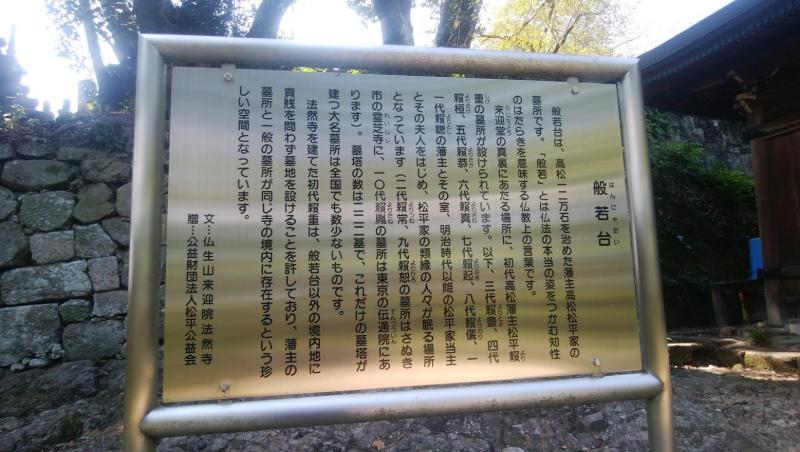 般若台
はんにゃだい
般若台は、高松一二万石を治めた藩主高松松平家の
墓所です。「般若」とは仏法の本当の姿をつかむ知性
のはたらきを意味する仏教上の言葉です。
来迎堂の真裏にあたる場所に、初代高松藩主松平頼
重の墓所が設けられています。以下、三代頼豊、四代
頼桓、五代頼恭、六代頼真、七代頼起、八代頼儀、一
一代頼聰の藩主とその室、明治時代以降の松平家当主
とその夫人をはじめ、松平家の類縁の人々が眠る場所
となっています(二代頼常、九代頼恕の墓所はさぬき
市の霊芝寺に、一〇代頼胤の墓所は東京の伝通院にあ
ります)。墓塔の数は二二二基で、これだけの墓塔が
建つ大名墓所は全国でも数少ないものです。
法然寺を建てた初代頼重は、般若台以外の境内地に
貴賎を問わず墓地を設けることを許しており、藩主の
墓所と一般の墓所が同じ寺の境内に存在するという珍
しい空間となっています。
文…仏生山来迎院法然寺
贈…公益財団法人松平公益会